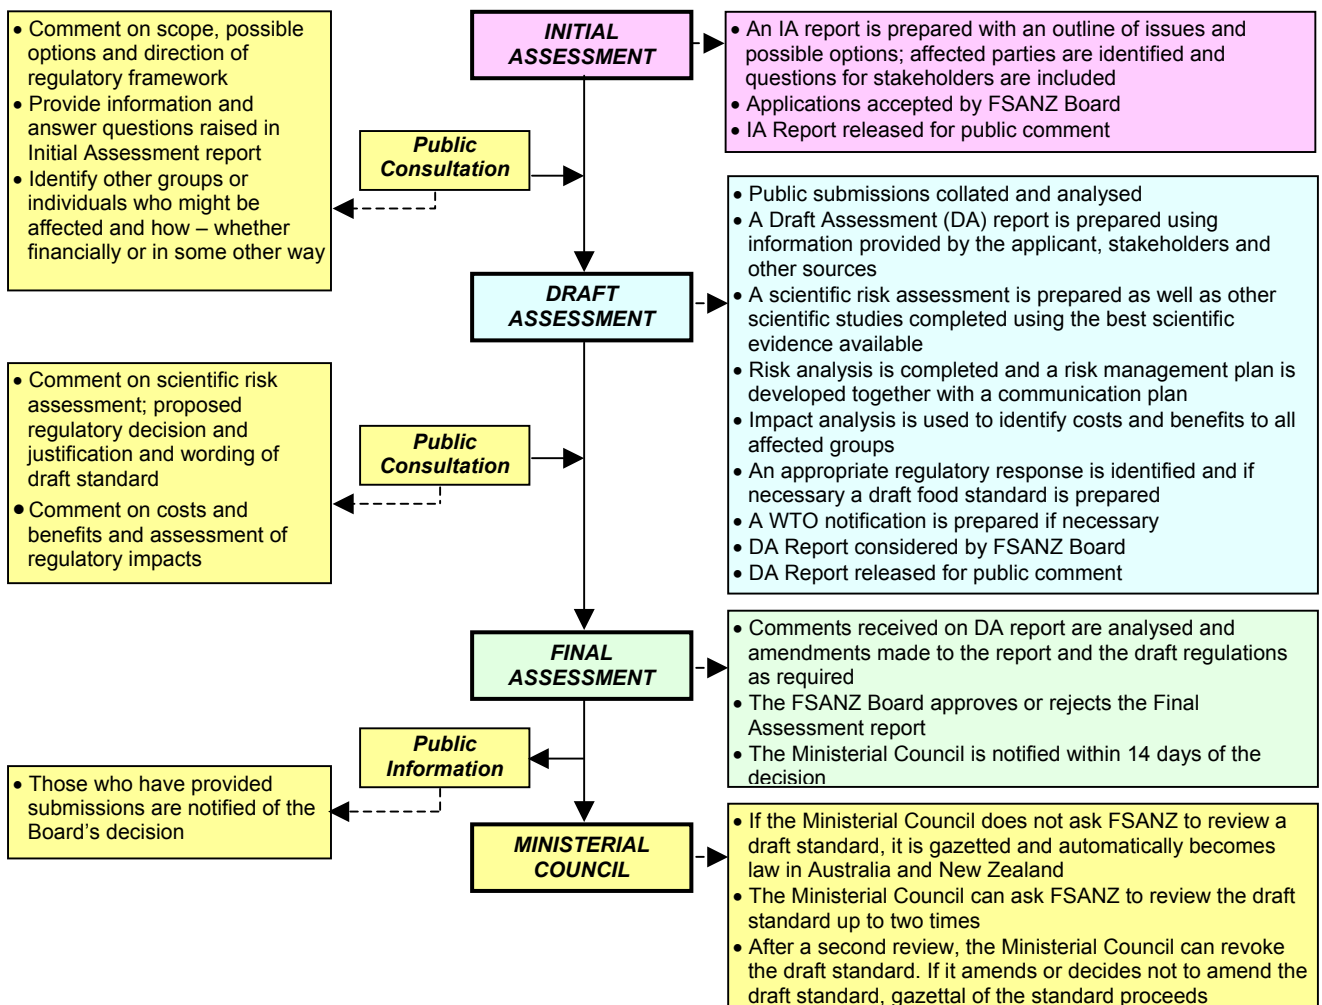 • Comment on scope, possible
options and direction of
regulatory framework
• Provide information and
answer questions raised in
Initial Assessment report
• Identify other groups or
individuals who might be
affected and how – whether
financially or in some other way
INITIAL
ASSESSMENT
• An IA report is prepared with an outline of issues and
possible options; affected parties are identified and
questions for stakeholders are included
• Applications accepted by FSANZ Board
• IA Report released for public comment
Public
Consultation
DRAFT
ASSESSMENT
• Public submissions collated and analysed
• A Draft Assessment (DA) report is prepared using
information provided by the applicant, stakeholders and
other sources
• A scientific risk assessment is prepared as well as other
scientific studies completed using the best scientific
evidence available
• Risk analysis is completed and a risk management plan is
developed together with a communication plan
• Impact analysis is used to identify costs and benefits to all
affected groups
• An appropriate regulatory response is identified and if
necessary a draft food standard is prepared
• A WTO notification is prepared if necessary
• DA Report considered by FSANZ Board
• DA Report released for public comment
• Comment on scientific risk
assessment; proposed
regulatory decision and
justification and wording of
draft standard
• Comment on costs and
benefits and assessment of
regulatory impacts
Public
Consultation
FINAL
ASSESSMENT
• Comments received on DA report are analysed and
amendments made to the report and the draft regulations
as required
• The FSANZ Board approves or rejects the Final
Assessment report
• The Ministerial Council is notified within 14 days of the
decision
Public
Information
• Those who have provided
submissions are notified of the
Board’s decision
MINISTERIAL
COUNCIL
• If the Ministerial Council does not ask FSANZ to review a
draft standard, it is gazetted and automatically becomes
law in Australia and New Zealand
• The Ministerial Council can ask FSANZ to review the draft
standard up to two times
• After a second review, the Ministerial Council can revoke
the draft standard. If it amends or decides not to amend the
draft standard, gazettal of the standard proceeds